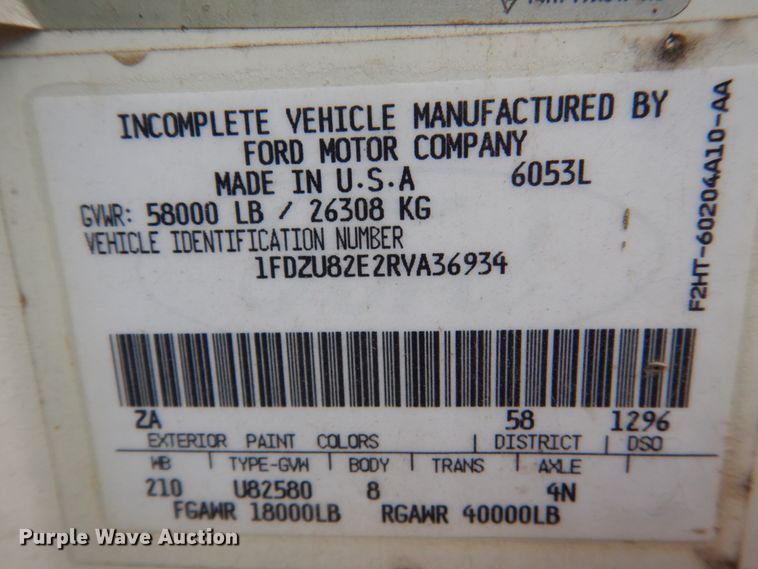 INCOMPLETE VEHICLE MANUFACTURED BY
FORD MOTOR COMPANY
MADE IN U.S.A 6053L
GVWR: 58000 LB / 26308 KG
VEHICLE IDENTIFICATION NUMBER
1FDZU82E2RVA36934
F2HT-60204A10-AA
ZA 58 1296
EXTERIOR PAINT COLORS DISTRICT DSO
WB TYPE-GVW BODY TRANS AXLE
210 U82580 8 4N
FGAWR 18000LB RGAWR 40000LB
Purple Wave Auction